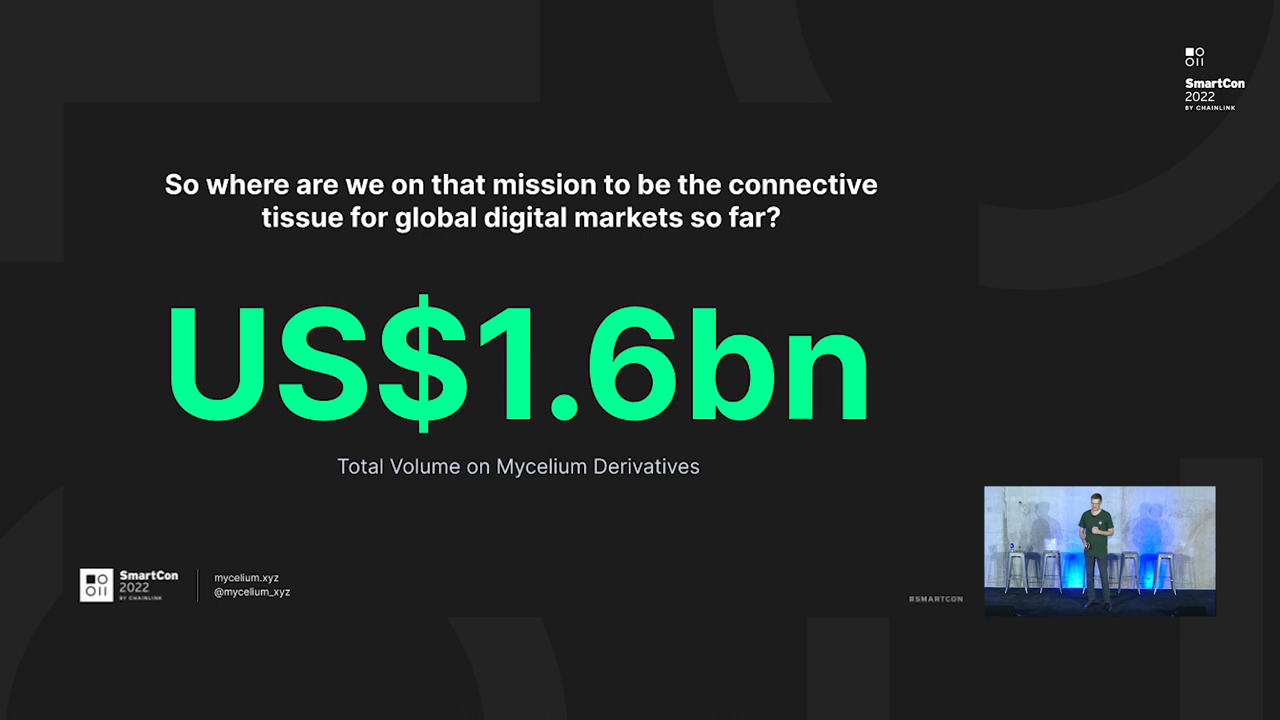 SmartCon
2022
BY CHAINLINK
So where are we on that mission to be the connective
tissue for global digital markets so far?
US$1.6bn
Total Volume on Mycelium Derivatives
SmartCon
2022
BY CHAINLINK
mycelium.xyz
@mycelium_xyz
#SMARTCON